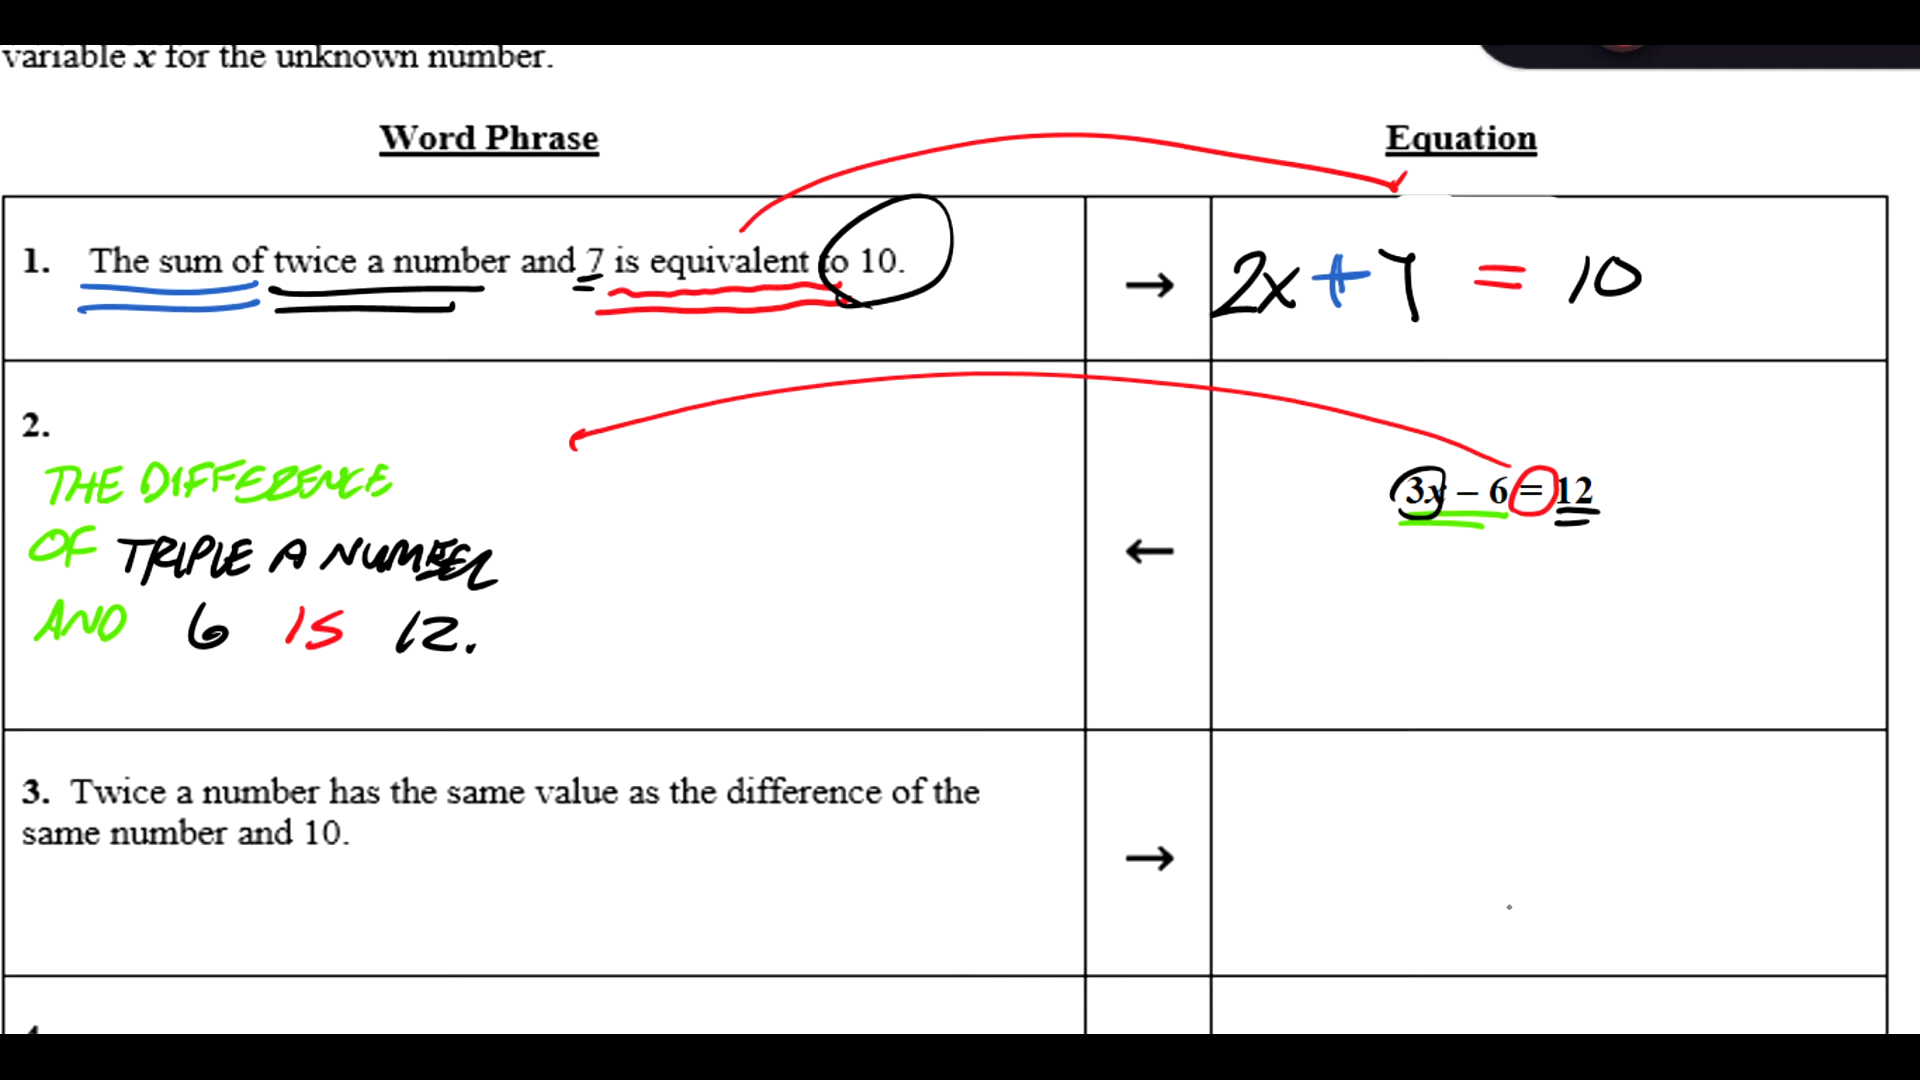 variable x for the unknown number.
Word Phrase
Equation
1. The sum of twice a number and 7 is equivalent to 10.
→
2x + 7 = 10
2.
THE DIFFERENCE
OF TRIPLE A NUMBER
AND 6 IS 12.
←
3x – 6 = 12
3. Twice a number has the same value as the difference of the
same number and 10.
→